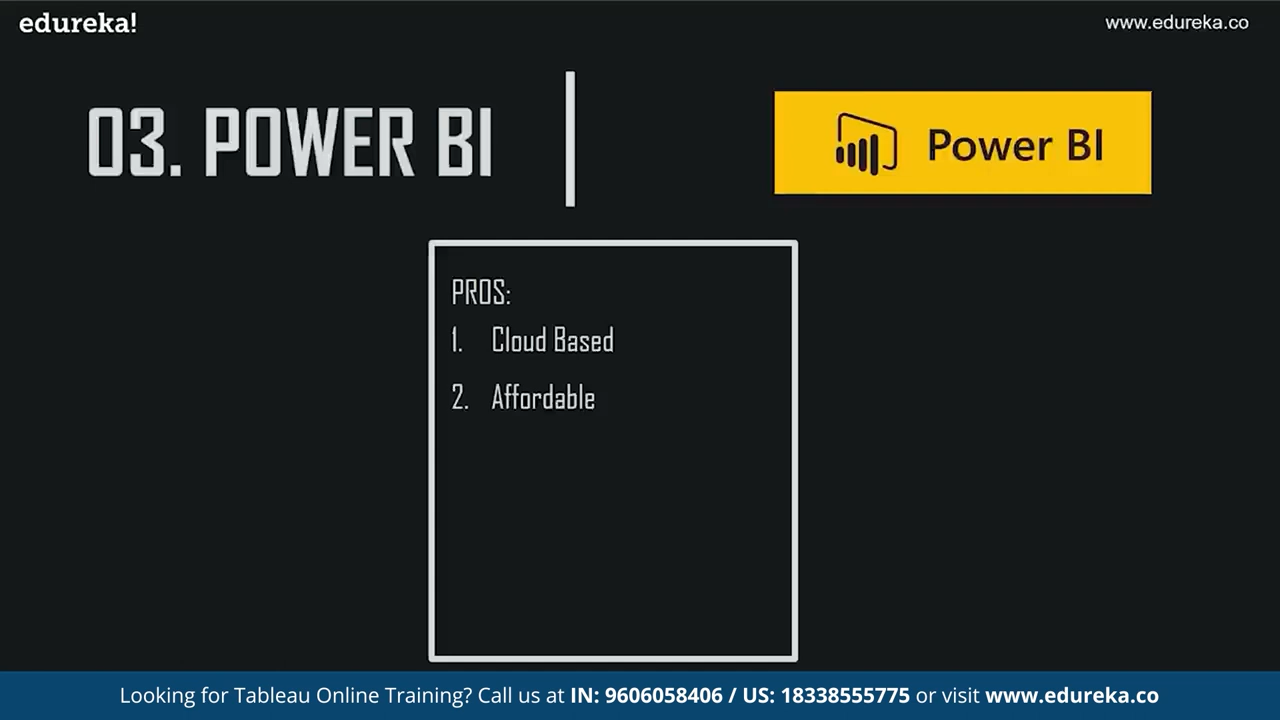 edureka!
www.edureka.co
03. POWER BI
Power BI
PROS:
1. Cloud Based
2. Affordable
Looking for Tableau Online Training? Call us at IN: 9606058406 / US: 18338555775 or visit www.edureka.co